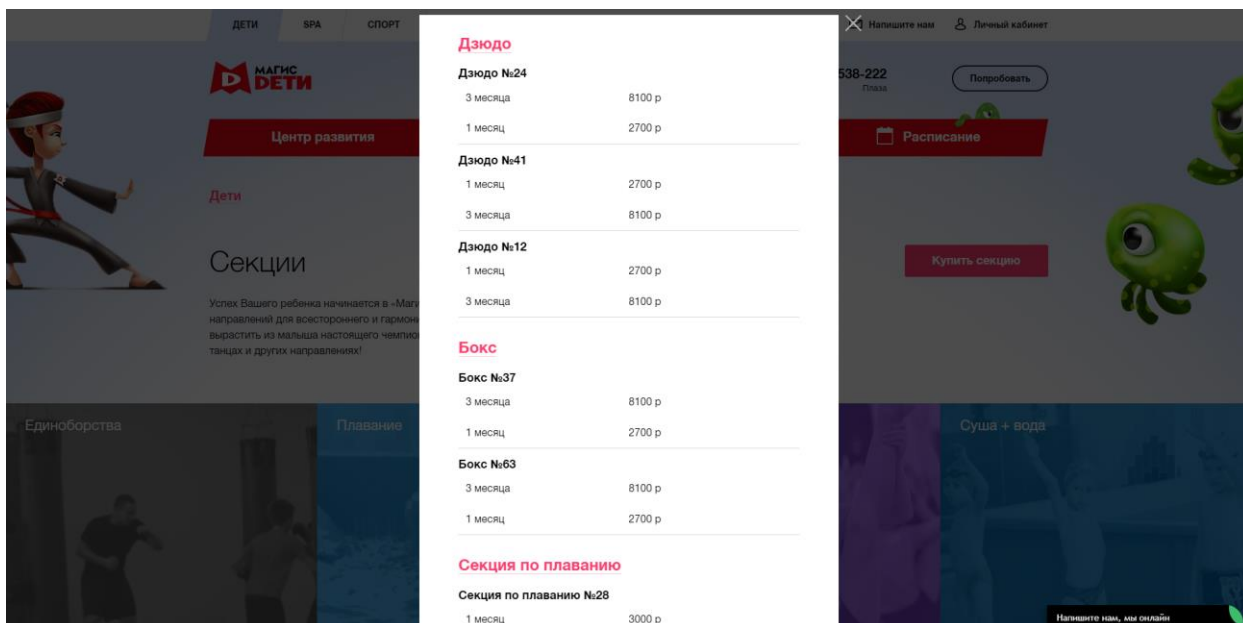 ДЕТИ SPA СПОРТ Напишите нам Личный кабинет
МАГИС
DЕТИ
538-222
Плаза
Попробовать
Центр развития Расписание
Дети
Секции
Купить секцию
Успех Вашего ребенка начинается в «Маги
направлений для всестороннего и гармони
вырастить из малыша настоящего чемпио
танцах и других направлениях!
Единоборства Плавание Суша + вода
Дзюдо
Дзюдо №24
3 месяца 8100 р
1 месяц 2700 р
Дзюдо №41
1 месяц 2700 р
3 месяца 8100 р
Дзюдо №12
1 месяц 2700 р
3 месяца 8100 р
Бокс
Бокс №37
3 месяца 8100 р
1 месяц 2700 р
Бокс №63
3 месяца 8100 р
1 месяц 2700 р
Секция по плаванию
Секция по плаванию №28
1 месяц 3000 р
Напишите нам, мы онлайн